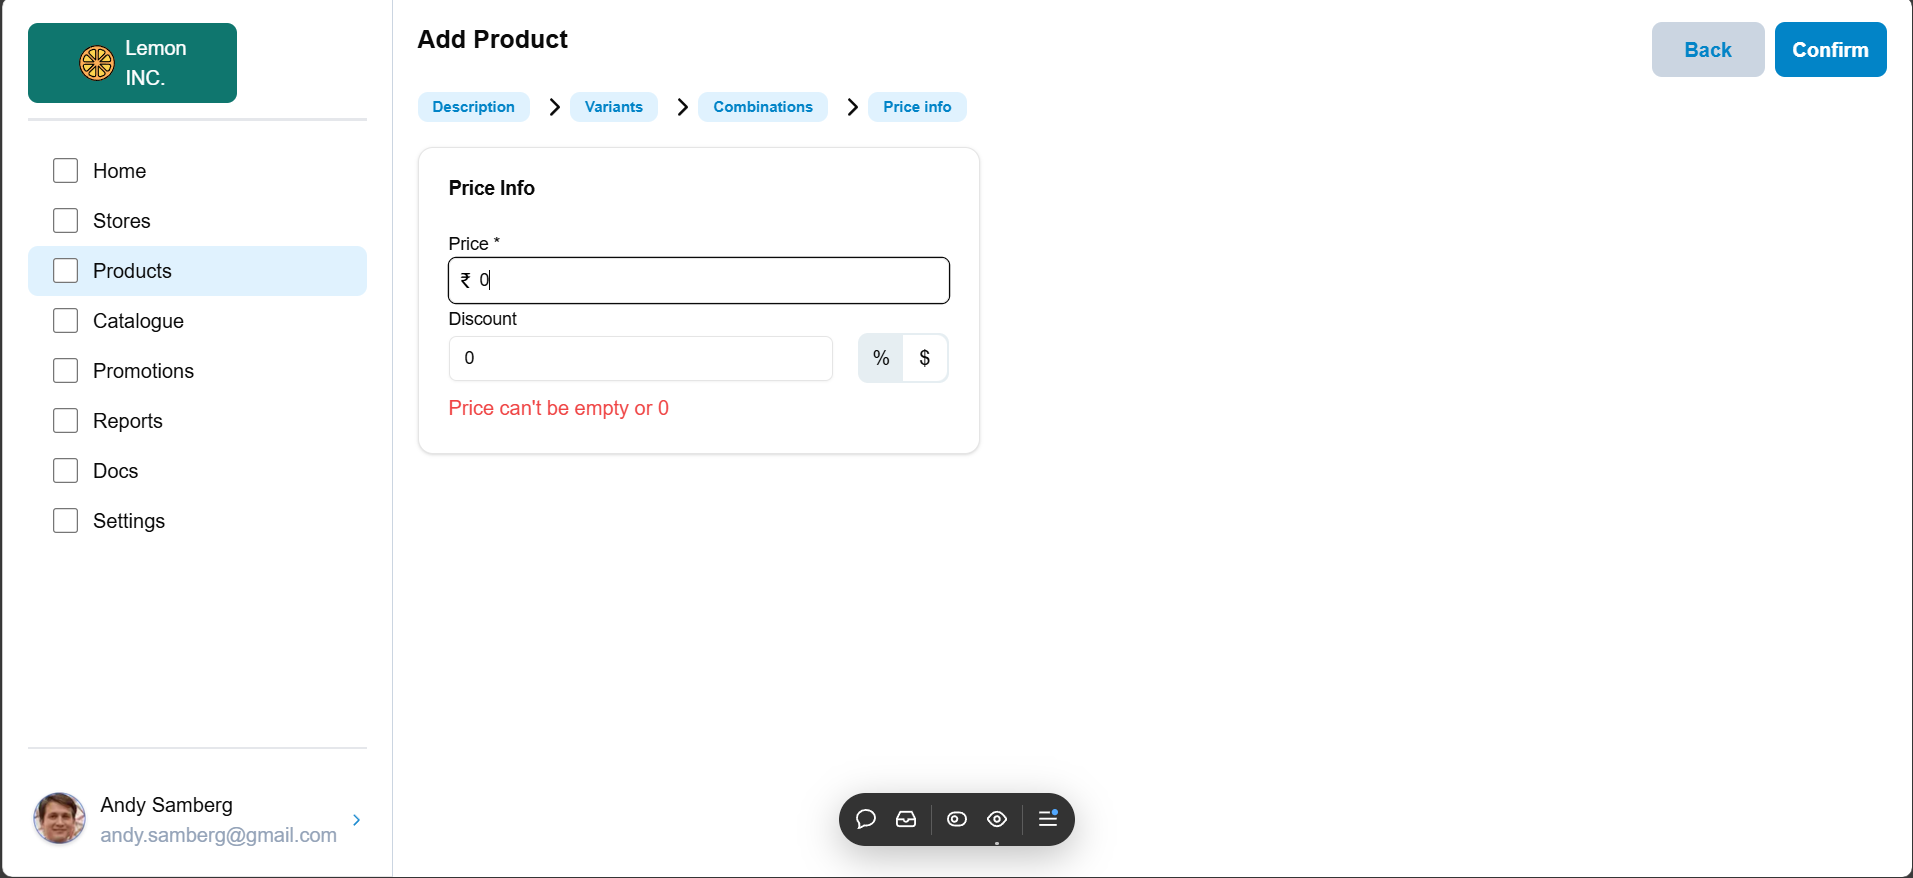 Lemon
INC.
Home
Stores
Products
Catalogue
Promotions
Reports
Docs
Settings
Andy Samberg
andy.samberg@gmail.com
Add Product
Back
Confirm
Description
Variants
Combinations
Price info
Price Info
Price *
₹ 0
Discount
0
% $
Price can't be empty or 0